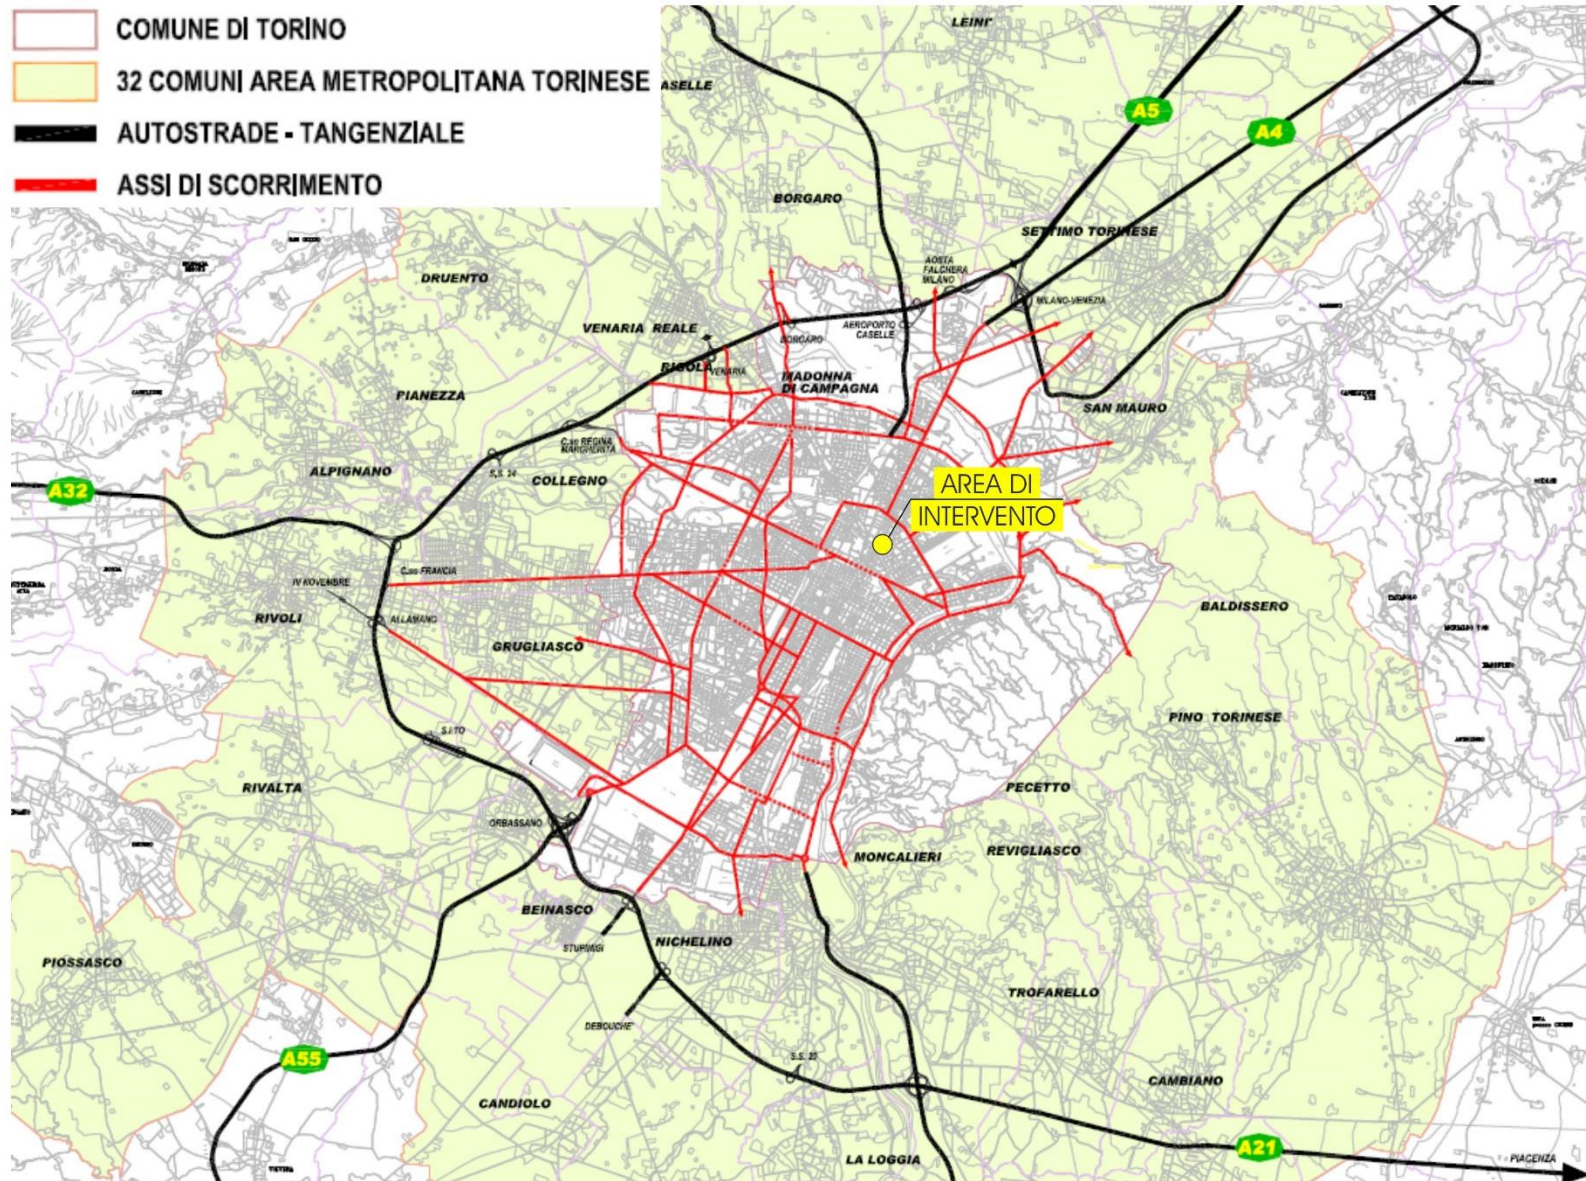 COMUNE DI TORINO
32 COMUNI AREA METROPOLITANA TORINESE
AUTOSTRADE - TANGENZIALE
ASSI DI SCORRIMENTO
LEINI'
ASELLE
A5
A4
BORGARO
SETTIMO TORINESE
AOSTA
FALCHERA
MILANO
DRUENTO
MILANO-VENEZIA
VENARIA REALE
AEROPORTO
CASELLE
BORGARO
RIGOLA
VENARIA
MADONNA
DI CAMPAGNA
PIANEZZA
SAN MAURO
C.so REGINA
MARGHERITA
ALPIGNANO
S.S. 24
COLLEGNO
A32
AREA DI
INTERVENTO
C.so FRANCIA
IV NOVEMBRE
RIVOLI
ALLAMANO
BALDISSERO
GRUGLIASCO
PINO TORINESE
S.I.TO
RIVALTA
PECETTO
ORBASSANO
MONCALIERI
REVIGLIASCO
BEINASCO
STUPINIGI
NICHELINO
PIOSSASCO
TROFARELLO
DEBOUCHE'
A55
S.S. 20
CAMBIANO
CANDIOLO
A21
LA LOGGIA
PIACENZA